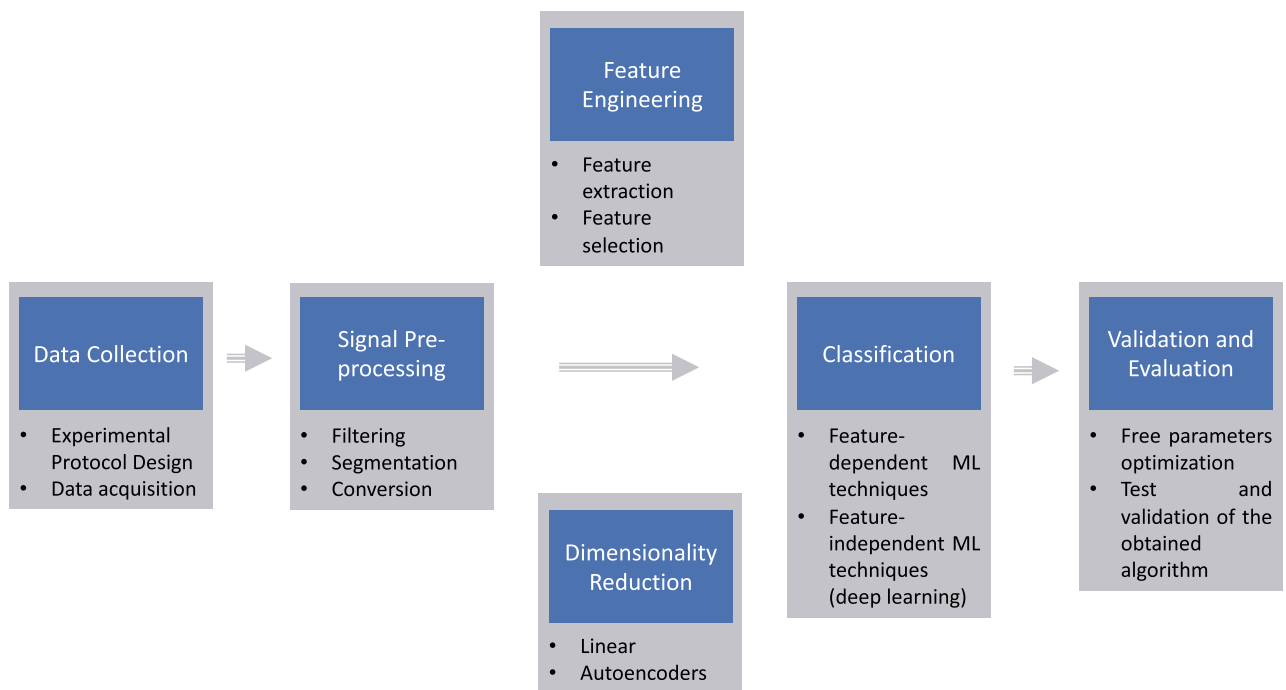 Feature
Engineering
• Feature
extraction
• Feature
selection
Data Collection
• Experimental
Protocol Design
• Data acquisition
Signal Pre-
processing
• Filtering
• Segmentation
• Conversion
Dimensionality
Reduction
• Linear
• Autoencoders
Classification
• Feature-
dependent ML
techniques
• Feature-
independent ML
techniques
(deep learning)
Validation and
Evaluation
• Free parameters
optimization
• Test and
validation of the
obtained
algorithm